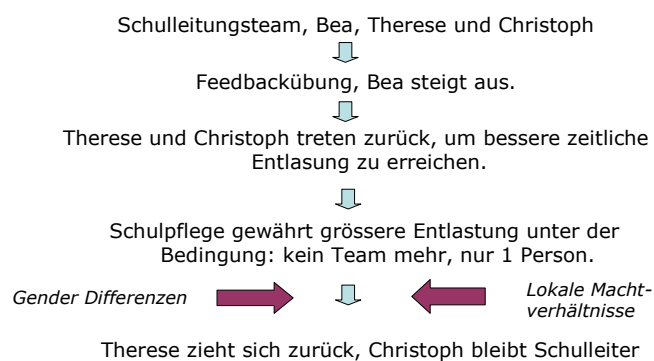 Schulleitungsteam, Bea, Therese und Christoph
Feedbackübung, Bea steigt aus.
Therese und Christoph treten zurück, um bessere zeitliche
Entlasung zu erreichen.
Schulpflege gewährt grössere Entlastung unter der
Bedingung: kein Team mehr, nur 1 Person.
Gender Differenzen
Lokale Macht-
verhältnisse
Therese zieht sich zurück, Christoph bleibt Schulleiter